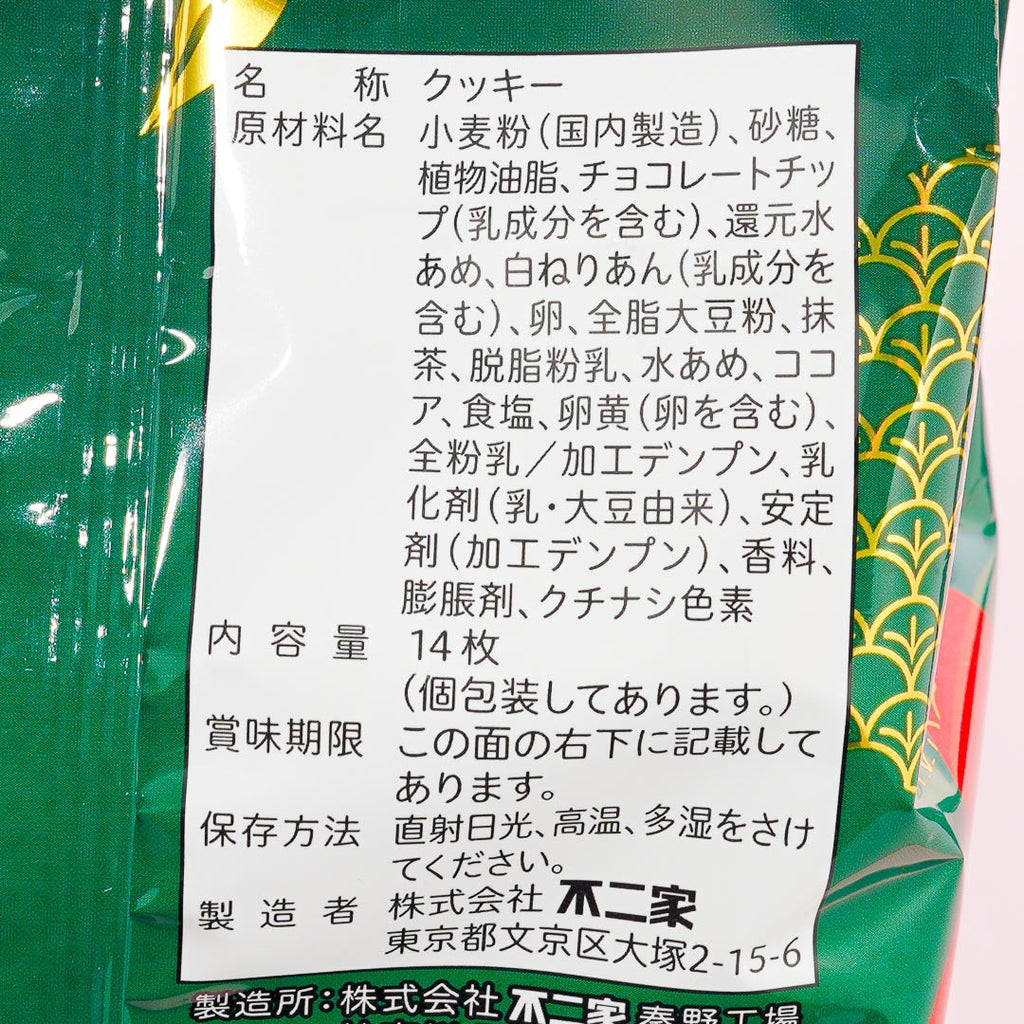 名称 クッキー
原材料名 小麦粉(国内製造)、砂糖、
植物油脂、チョコレートチッ
プ(乳成分を含む)、還元水
あめ、白ねりあん(乳成分を
含む)、卵、全脂大豆粉、抹
茶、脱脂粉乳、水あめ、ココ
ア、食塩、卵黄(卵を含む)、
全粉乳／加工デンプン、乳
化剤(乳・大豆由来)、安定
剤(加工デンプン)、香料、
膨脹剤、クチナシ色素
内容量 14枚
(個包装してあります。)
賞味期限 この面の右下に記載して
あります。
保存方法 直射日光、高温、多湿をさけ
てください。
製造者 株式会社 不二家
東京都文京区大塚2-15-6
製造所：株式会社 不二家 秦野工場